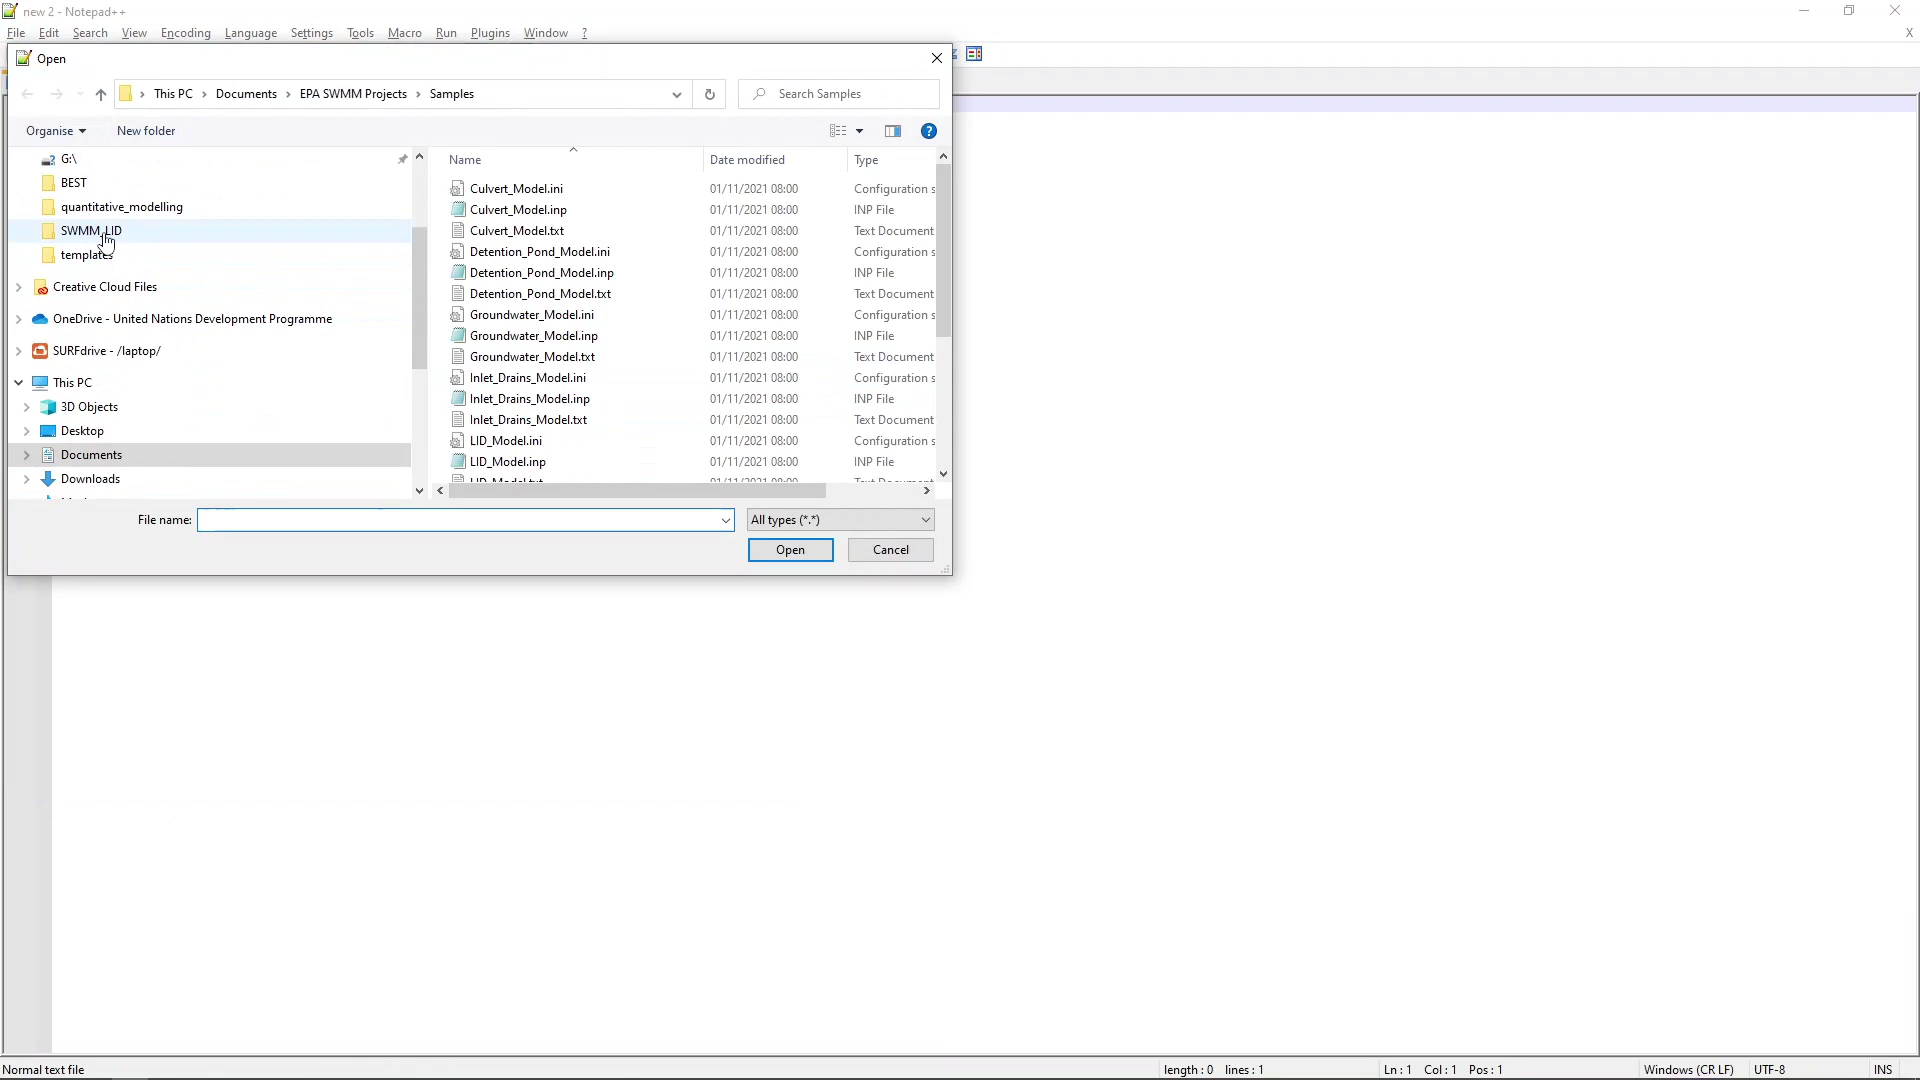 new 2 - Notepad++
File Edit Search View Encoding Language Settings Tools Macro Run Plugins Window ?
X
Open
This PC > Documents > EPA SWMM Projects > Samples
Search Samples
Organise
New folder
G:\
BEST
quantitative_modelling
SWMM_LID
templates
Creative Cloud Files
OneDrive - United Nations Development Programme
SURFdrive - /laptop/
This PC
3D Objects
Desktop
Documents
Downloads
Name Date modified Type
Culvert_Model.ini 01/11/2021 08:00 Configuration s
Culvert_Model.inp 01/11/2021 08:00 INP File
Culvert_Model.txt 01/11/2021 08:00 Text Document
Detention_Pond_Model.ini 01/11/2021 08:00 Configuration s
Detention_Pond_Model.inp 01/11/2021 08:00 INP File
Detention_Pond_Model.txt 01/11/2021 08:00 Text Document
Groundwater_Model.ini 01/11/2021 08:00 Configuration s
Groundwater_Model.inp 01/11/2021 08:00 INP File
Groundwater_Model.txt 01/11/2021 08:00 Text Document
Inlet_Drains_Model.ini 01/11/2021 08:00 Configuration s
Inlet_Drains_Model.inp 01/11/2021 08:00 INP File
Inlet_Drains_Model.txt 01/11/2021 08:00 Text Document
LID_Model.ini 01/11/2021 08:00 Configuration s
LID_Model.inp 01/11/2021 08:00 INP File
LID_Model.txt 01/11/2021 08:00 Text Document
File name:
All types (*.*)
Open
Cancel
Normal text file
length : 0 lines : 1
Ln : 1 Col : 1 Pos : 1
Windows (CR LF)
UTF-8
INS